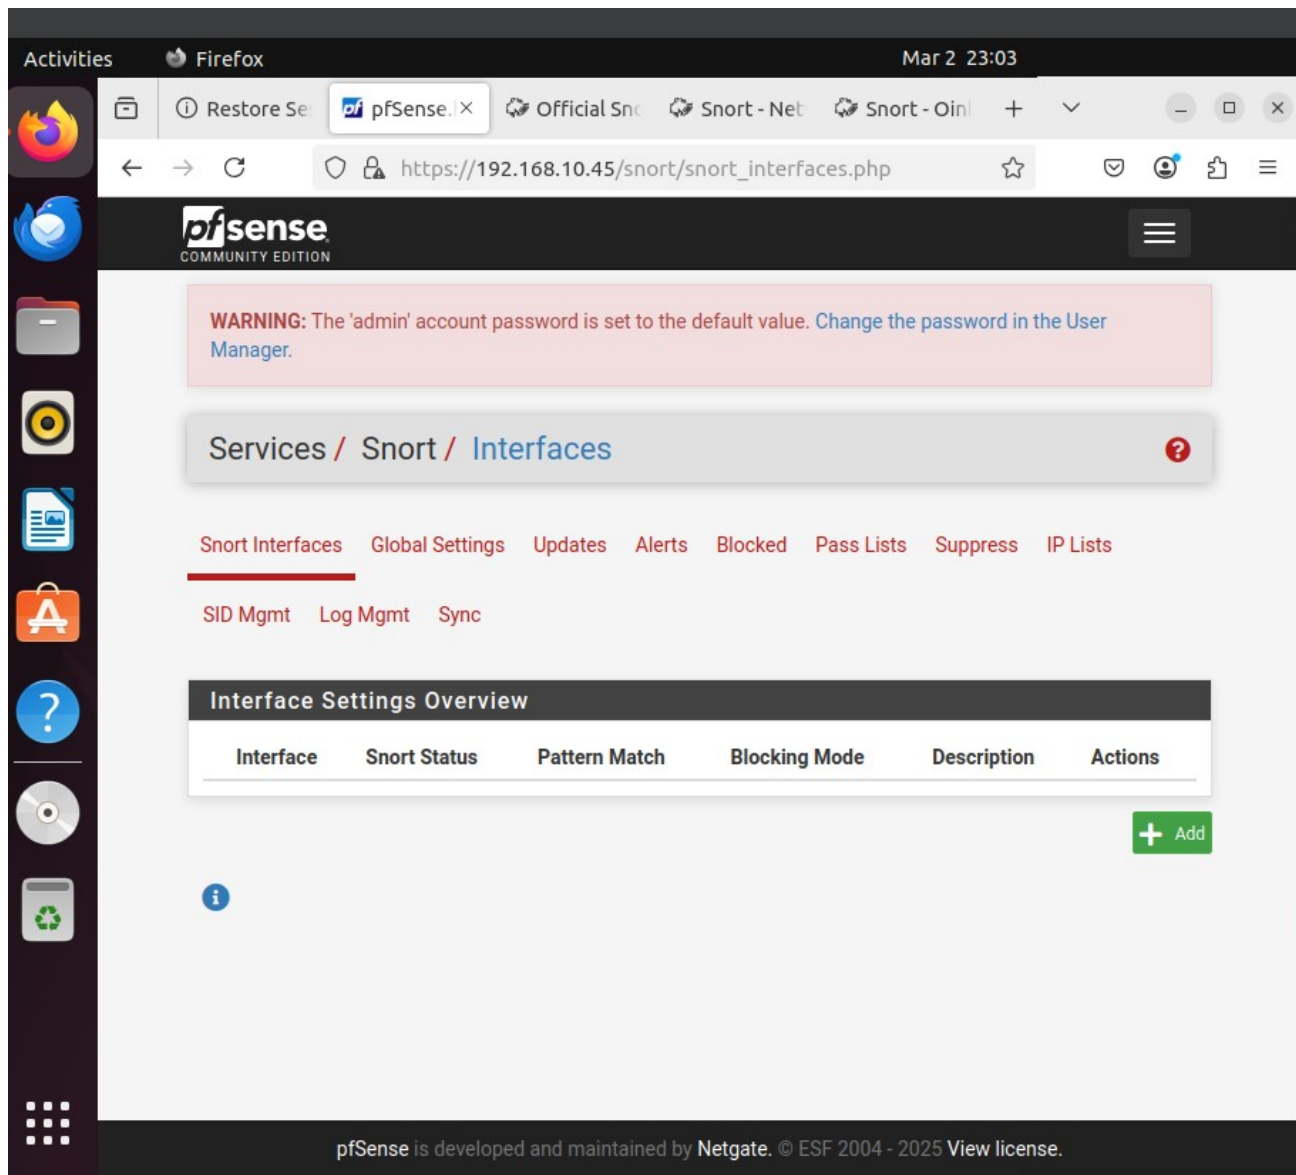 Activities Firefox Mar 2 23:03
Restore Se pfSense. Official Sno Snort - Net Snort - Oin
https://192.168.10.45/snort/snort_interfaces.php
pfsense
COMMUNITY EDITION
WARNING: The 'admin' account password is set to the default value. Change the password in the User
Manager.
Services / Snort / Interfaces
Snort Interfaces Global Settings Updates Alerts Blocked Pass Lists Suppress IP Lists
SID Mgmt Log Mgmt Sync
Interface Settings Overview
Interface Snort Status Pattern Match Blocking Mode Description Actions
Add
pfSense is developed and maintained by Netgate. © ESF 2004 - 2025 View license.